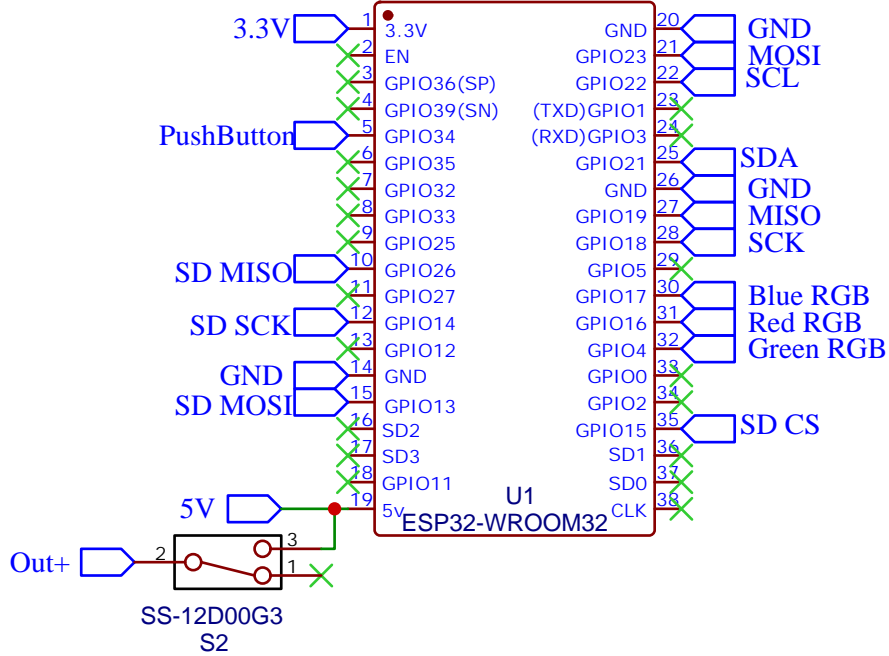 3.3V 1 3.3V GND 20 GND
2 EN GPIO23 21 MOSI
3 GPIO36(SP) GPIO22 22 SCL
4 GPIO39(SN) (TXD)GPIO1 23
PushButton 5 GPIO34 (RXD)GPIO3 24
6 GPIO35 GPIO21 25 SDA
7 GPIO32 GND 26 GND
8 GPIO33 GPIO19 27 MISO
9 GPIO25 GPIO18 28 SCK
SD MISO 10 GPIO26 GPIO5 29
11 GPIO27 GPIO17 30 Blue RGB
SD SCK 12 GPIO14 GPIO16 31 Red RGB
13 GPIO12 GPIO4 32 Green RGB
GND 14 GND GPIO0 33
SD MOSI 15 GPIO13 GPIO2 34
16 SD2 GPIO15 35 SD CS
17 SD3 SD1 36
18 GPIO11 SD0 37
5V 19 5v CLK 38
U1
ESP32-WROOM32
Out+ 2 3
1
SS-12D00G3
S2